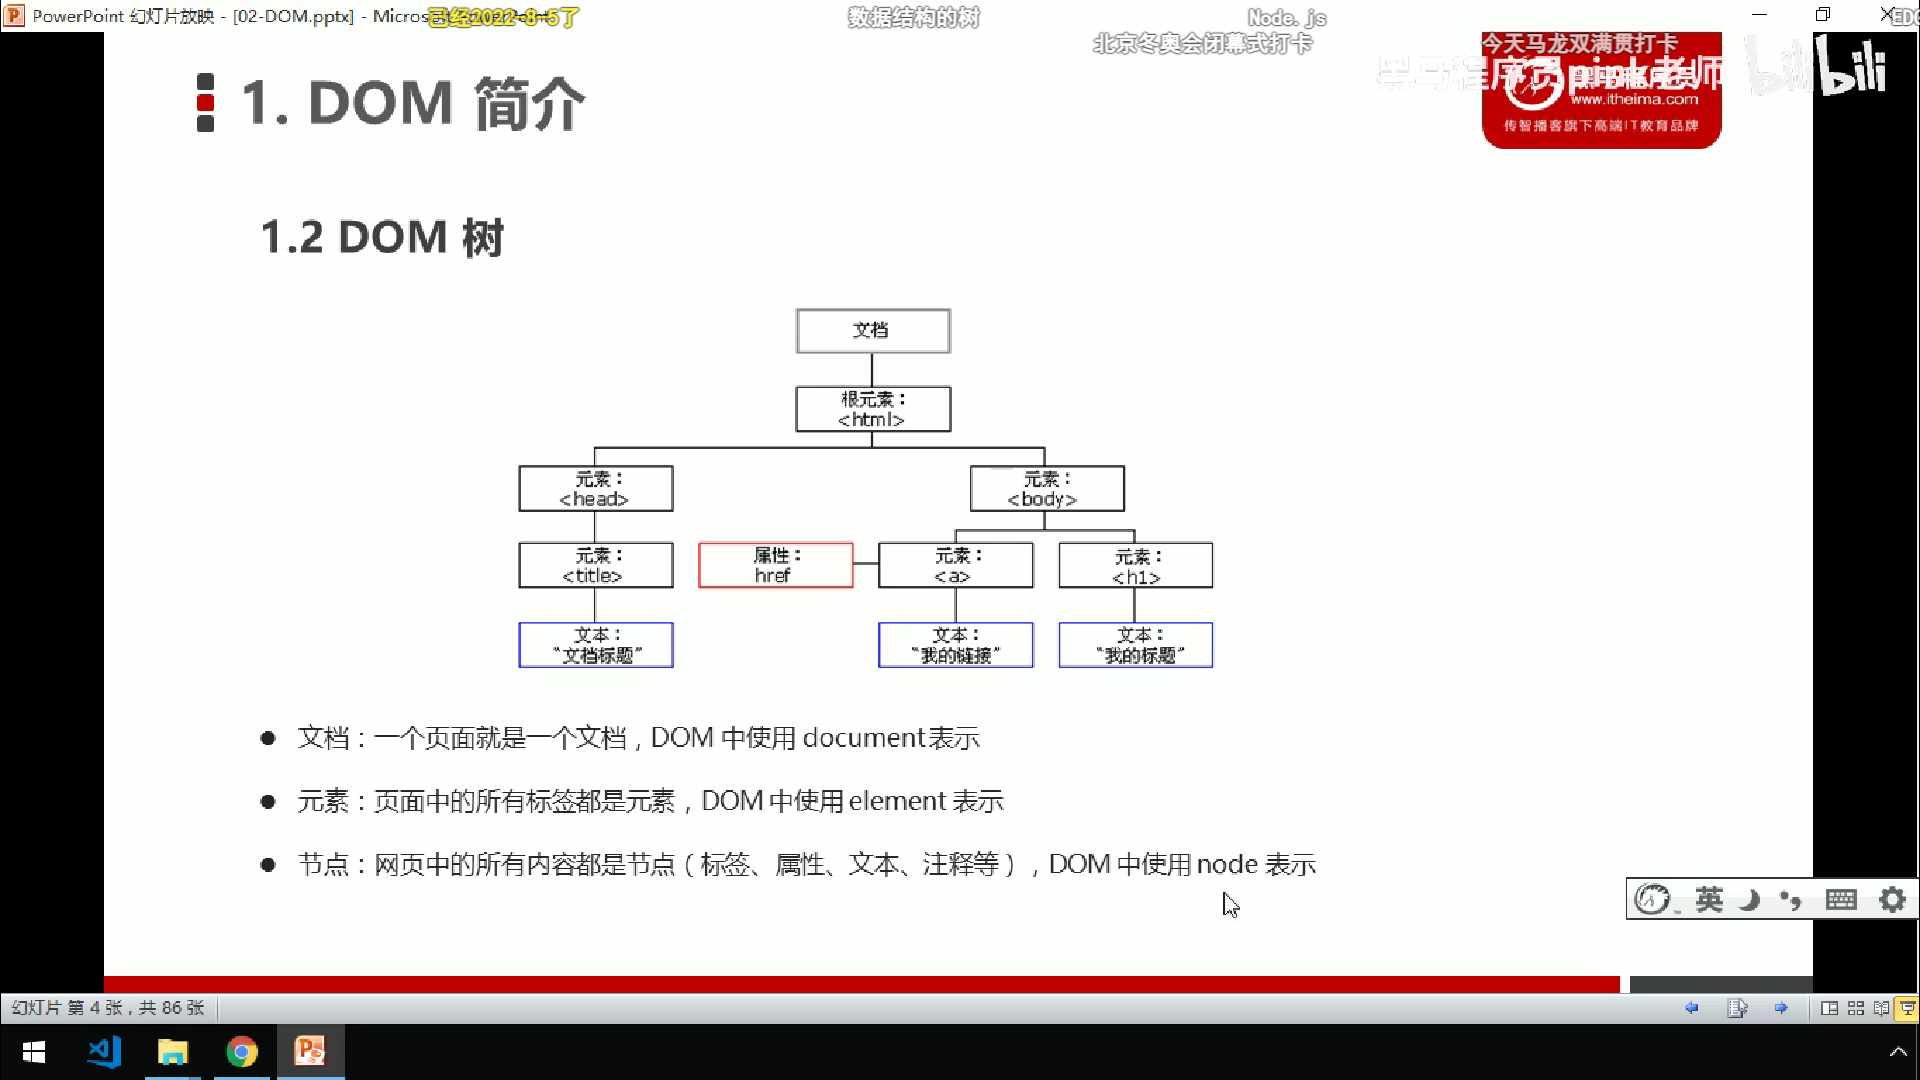 PowerPoint 幻灯片放映 - [02-DOM.pptx] - Microsoft PowerPoint
已经2022-8-5了
数据结构的树
Node.js
EDG
北京冬奥会闭幕式打卡
今天马龙双满贯打卡
黑马程序员pink老师
bilibili
www.itheima.com
传智播客旗下高端IT教育品牌
1. DOM 简介
1.2 DOM 树
文档
根元素：
<html>
元素：
<head>
元素：
<body>
元素：
<title>
属性：
href
元素：
<a>
元素：
<h1>
文本：
“文档标题”
文本：
“我的链接”
文本：
“我的标题”
● 文档：一个页面就是一个文档，DOM 中使用 document 表示
● 元素：页面中的所有标签都是元素，DOM 中使用 element 表示
● 节点：网页中的所有内容都是节点（标签、属性、文本、注释等），DOM 中使用 node 表示
英
幻灯片 第 4 张，共 86 张